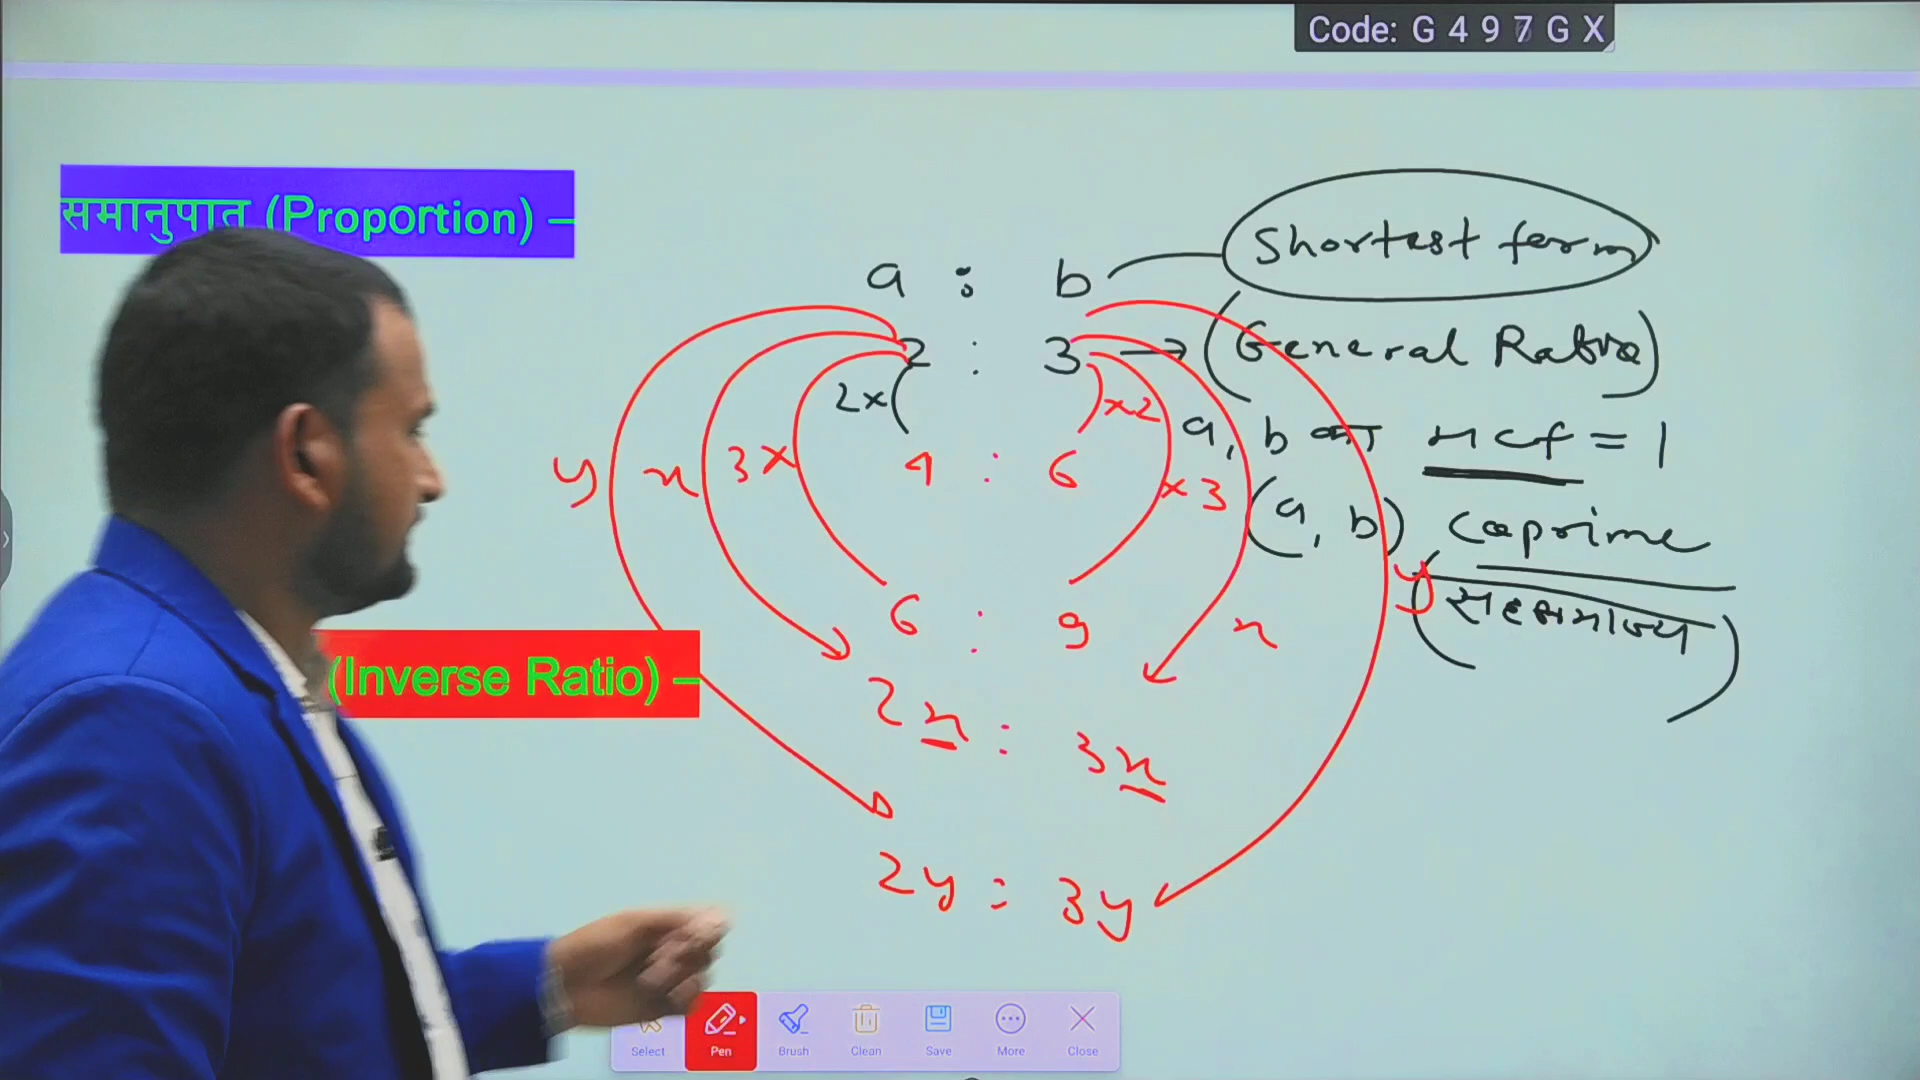 Code: G 4 9 7 G X
समानुपात (Proportion) –
a : b
Shortest form
2 : 3 → (General Ratio)
2x( )x2
a, b का HCF = 1
4 : 6
y x 3x
x3
(a, b) Coprime
y
(सहअभाज्य)
6 : 9
x
(Inverse Ratio) –
2x : 3x
2y : 3y
Select Pen Brush Clean Save More Close